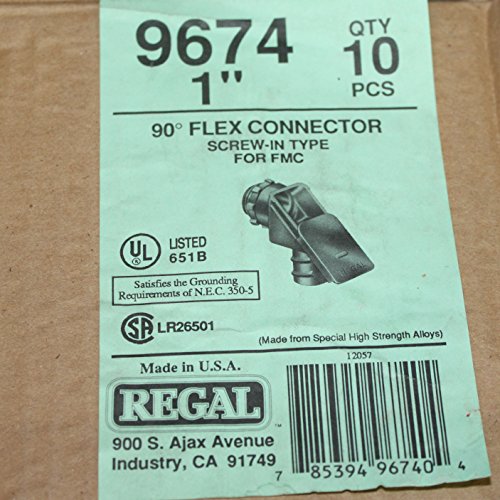 9674
1"
QTY
10
PCS
90° FLEX CONNECTOR
SCREW-IN TYPE
FOR FMC
REGAL
UL LISTED
651B
Satisfies the Grounding
Requirements of N.E.C. 350-5
SA LR26501
(Made from Special High Strength Alloys)
12057
Made in U.S.A.
REGAL™
900 S. Ajax Avenue
Industry, CA 91749
7 85394 96740 4